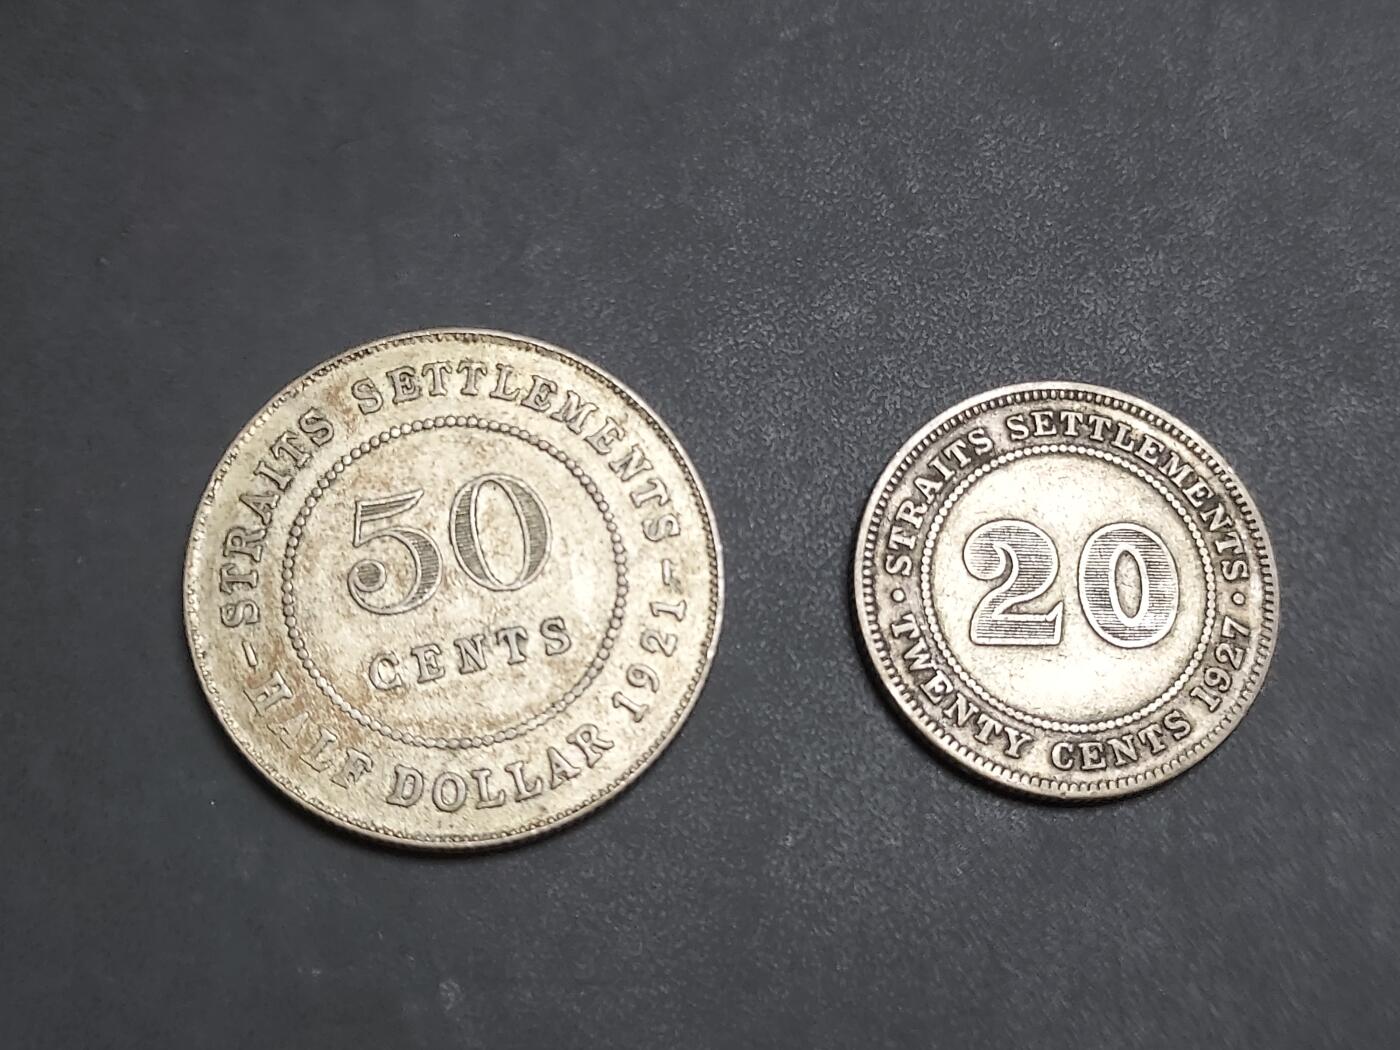 STRAITS SETTLEMENTS
50
CENTS
HALF DOLLAR 1921
STRAITS SETTLEMENTS
20
TWENTY CENTS 1927